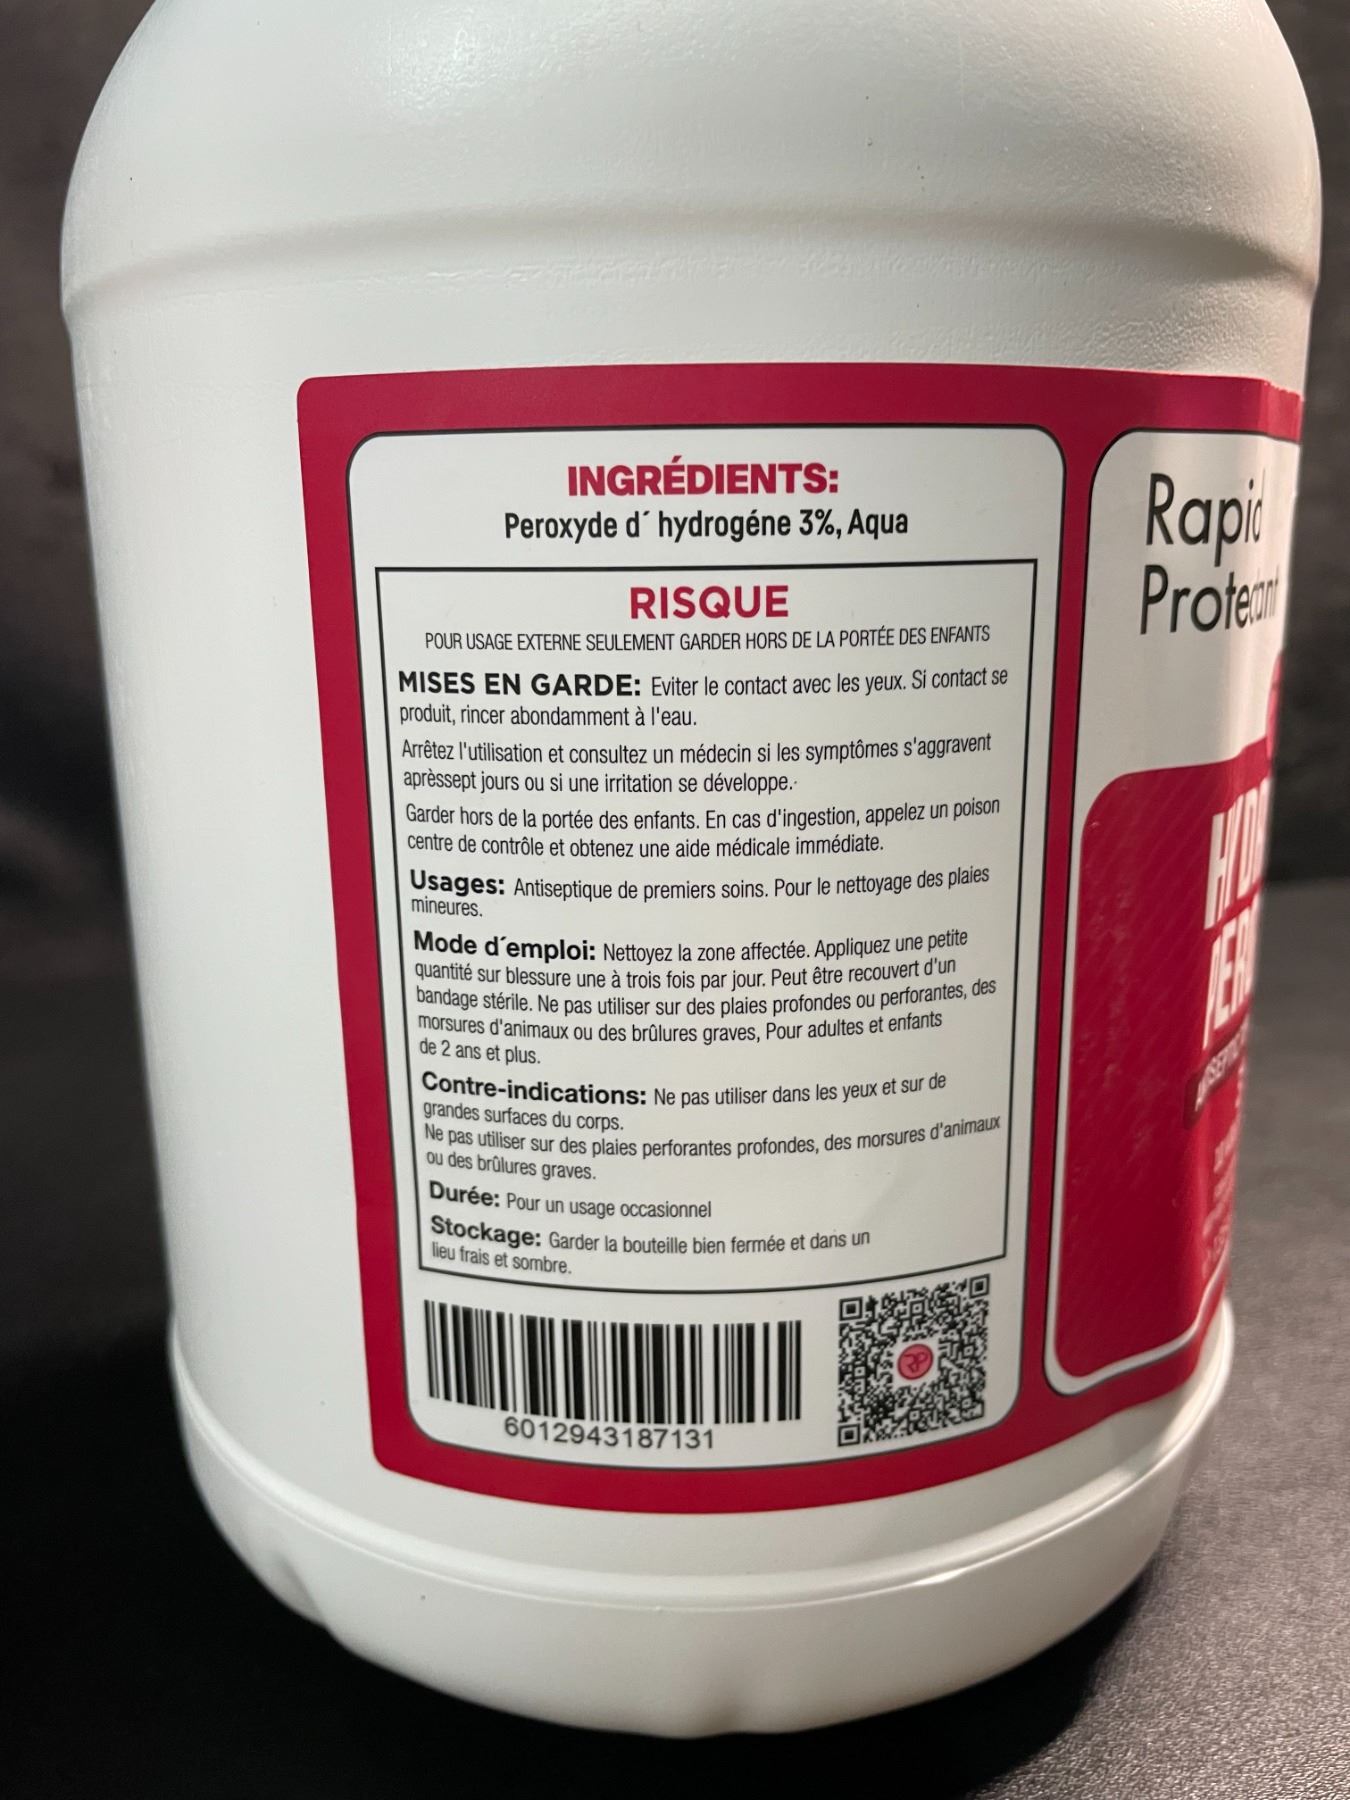 INGRÉDIENTS:
Peroxyde d´ hydrogéne 3%, Aqua
RISQUE
POUR USAGE EXTERNE SEULEMENT GARDER HORS DE LA PORTÉE DES ENFANTS
MISES EN GARDE: Eviter le contact avec les yeux. Si contact se
produit, rincer abondamment à l'eau.
Arrêtez l'utilisation et consultez un médecin si les symptômes s'aggravent
aprèssept jours ou si une irritation se développe.·
Garder hors de la portée des enfants. En cas d'ingestion, appelez un poison
centre de contrôle et obtenez une aide médicale immédiate.
Usages: Antiseptique de premiers soins. Pour le nettoyage des plaies
mineures.
Mode d´emploi: Nettoyez la zone affectée. Appliquez une petite
quantité sur blessure une à trois fois par jour. Peut être recouvert d'un
bandage stérile. Ne pas utiliser sur des plaies profondes ou perforantes, des
morsures d'animaux ou des brûlures graves, Pour adultes et enfants
de 2 ans et plus.
Contre-indications: Ne pas utiliser dans les yeux et sur de
grandes surfaces du corps.
Ne pas utiliser sur des plaies perforantes profondes, des morsures d'animaux
ou des brûlures graves.
Durée: Pour un usage occasionnel
Stockage: Garder la bouteille bien fermée et dans un
lieu frais et sombre.
6012943187131
RP
Rapid
Protectant